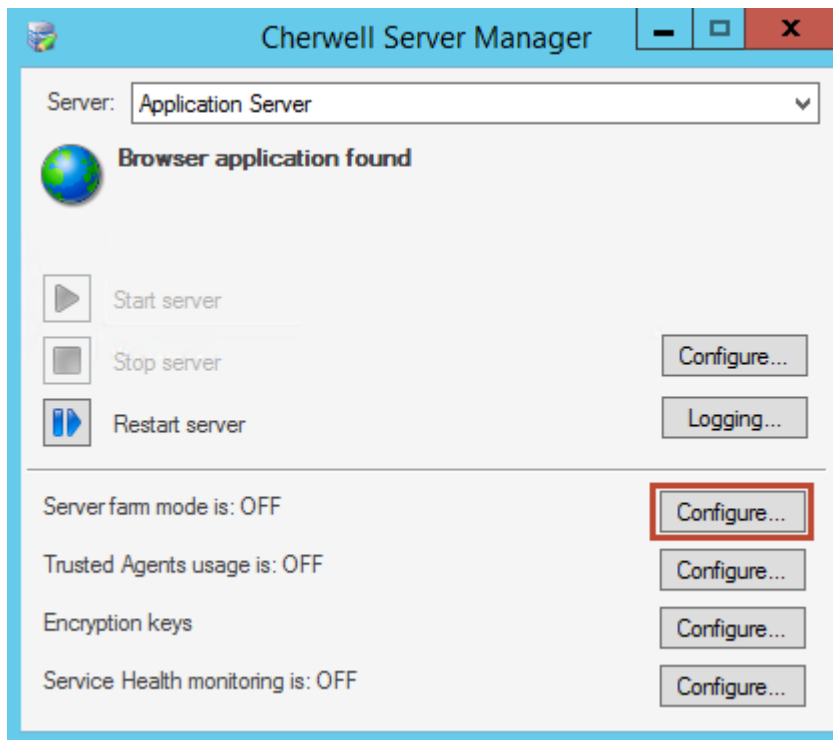 Cherwell Server Manager
Server: Application Server
Browser application found
Start server
Stop server
Configure...
Restart server
Logging...
Server farm mode is: OFF
Configure...
Trusted Agents usage is: OFF
Configure...
Encryption keys
Configure...
Service Health monitoring is: OFF
Configure...